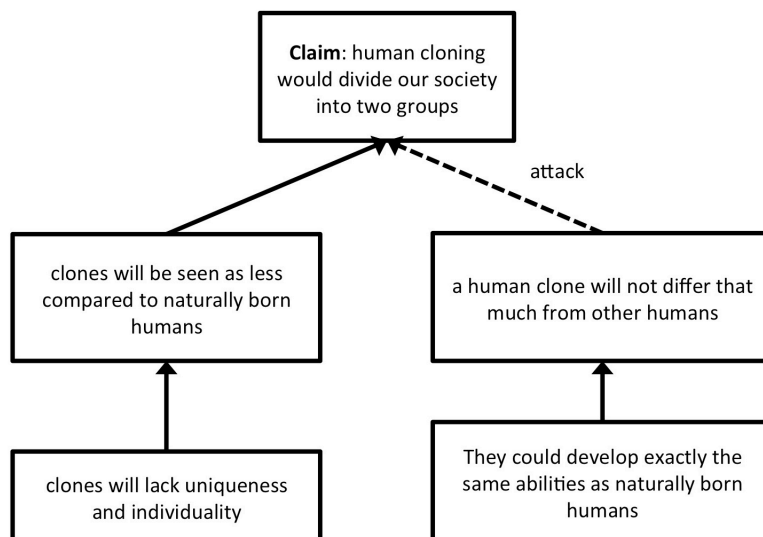 Claim: human cloning
would divide our society
into two groups
attack
clones will be seen as less
compared to naturally born
humans
a human clone will not differ that
much from other humans
clones will lack uniqueness
and individuality
They could develop exactly the
same abilities as naturally born
humans